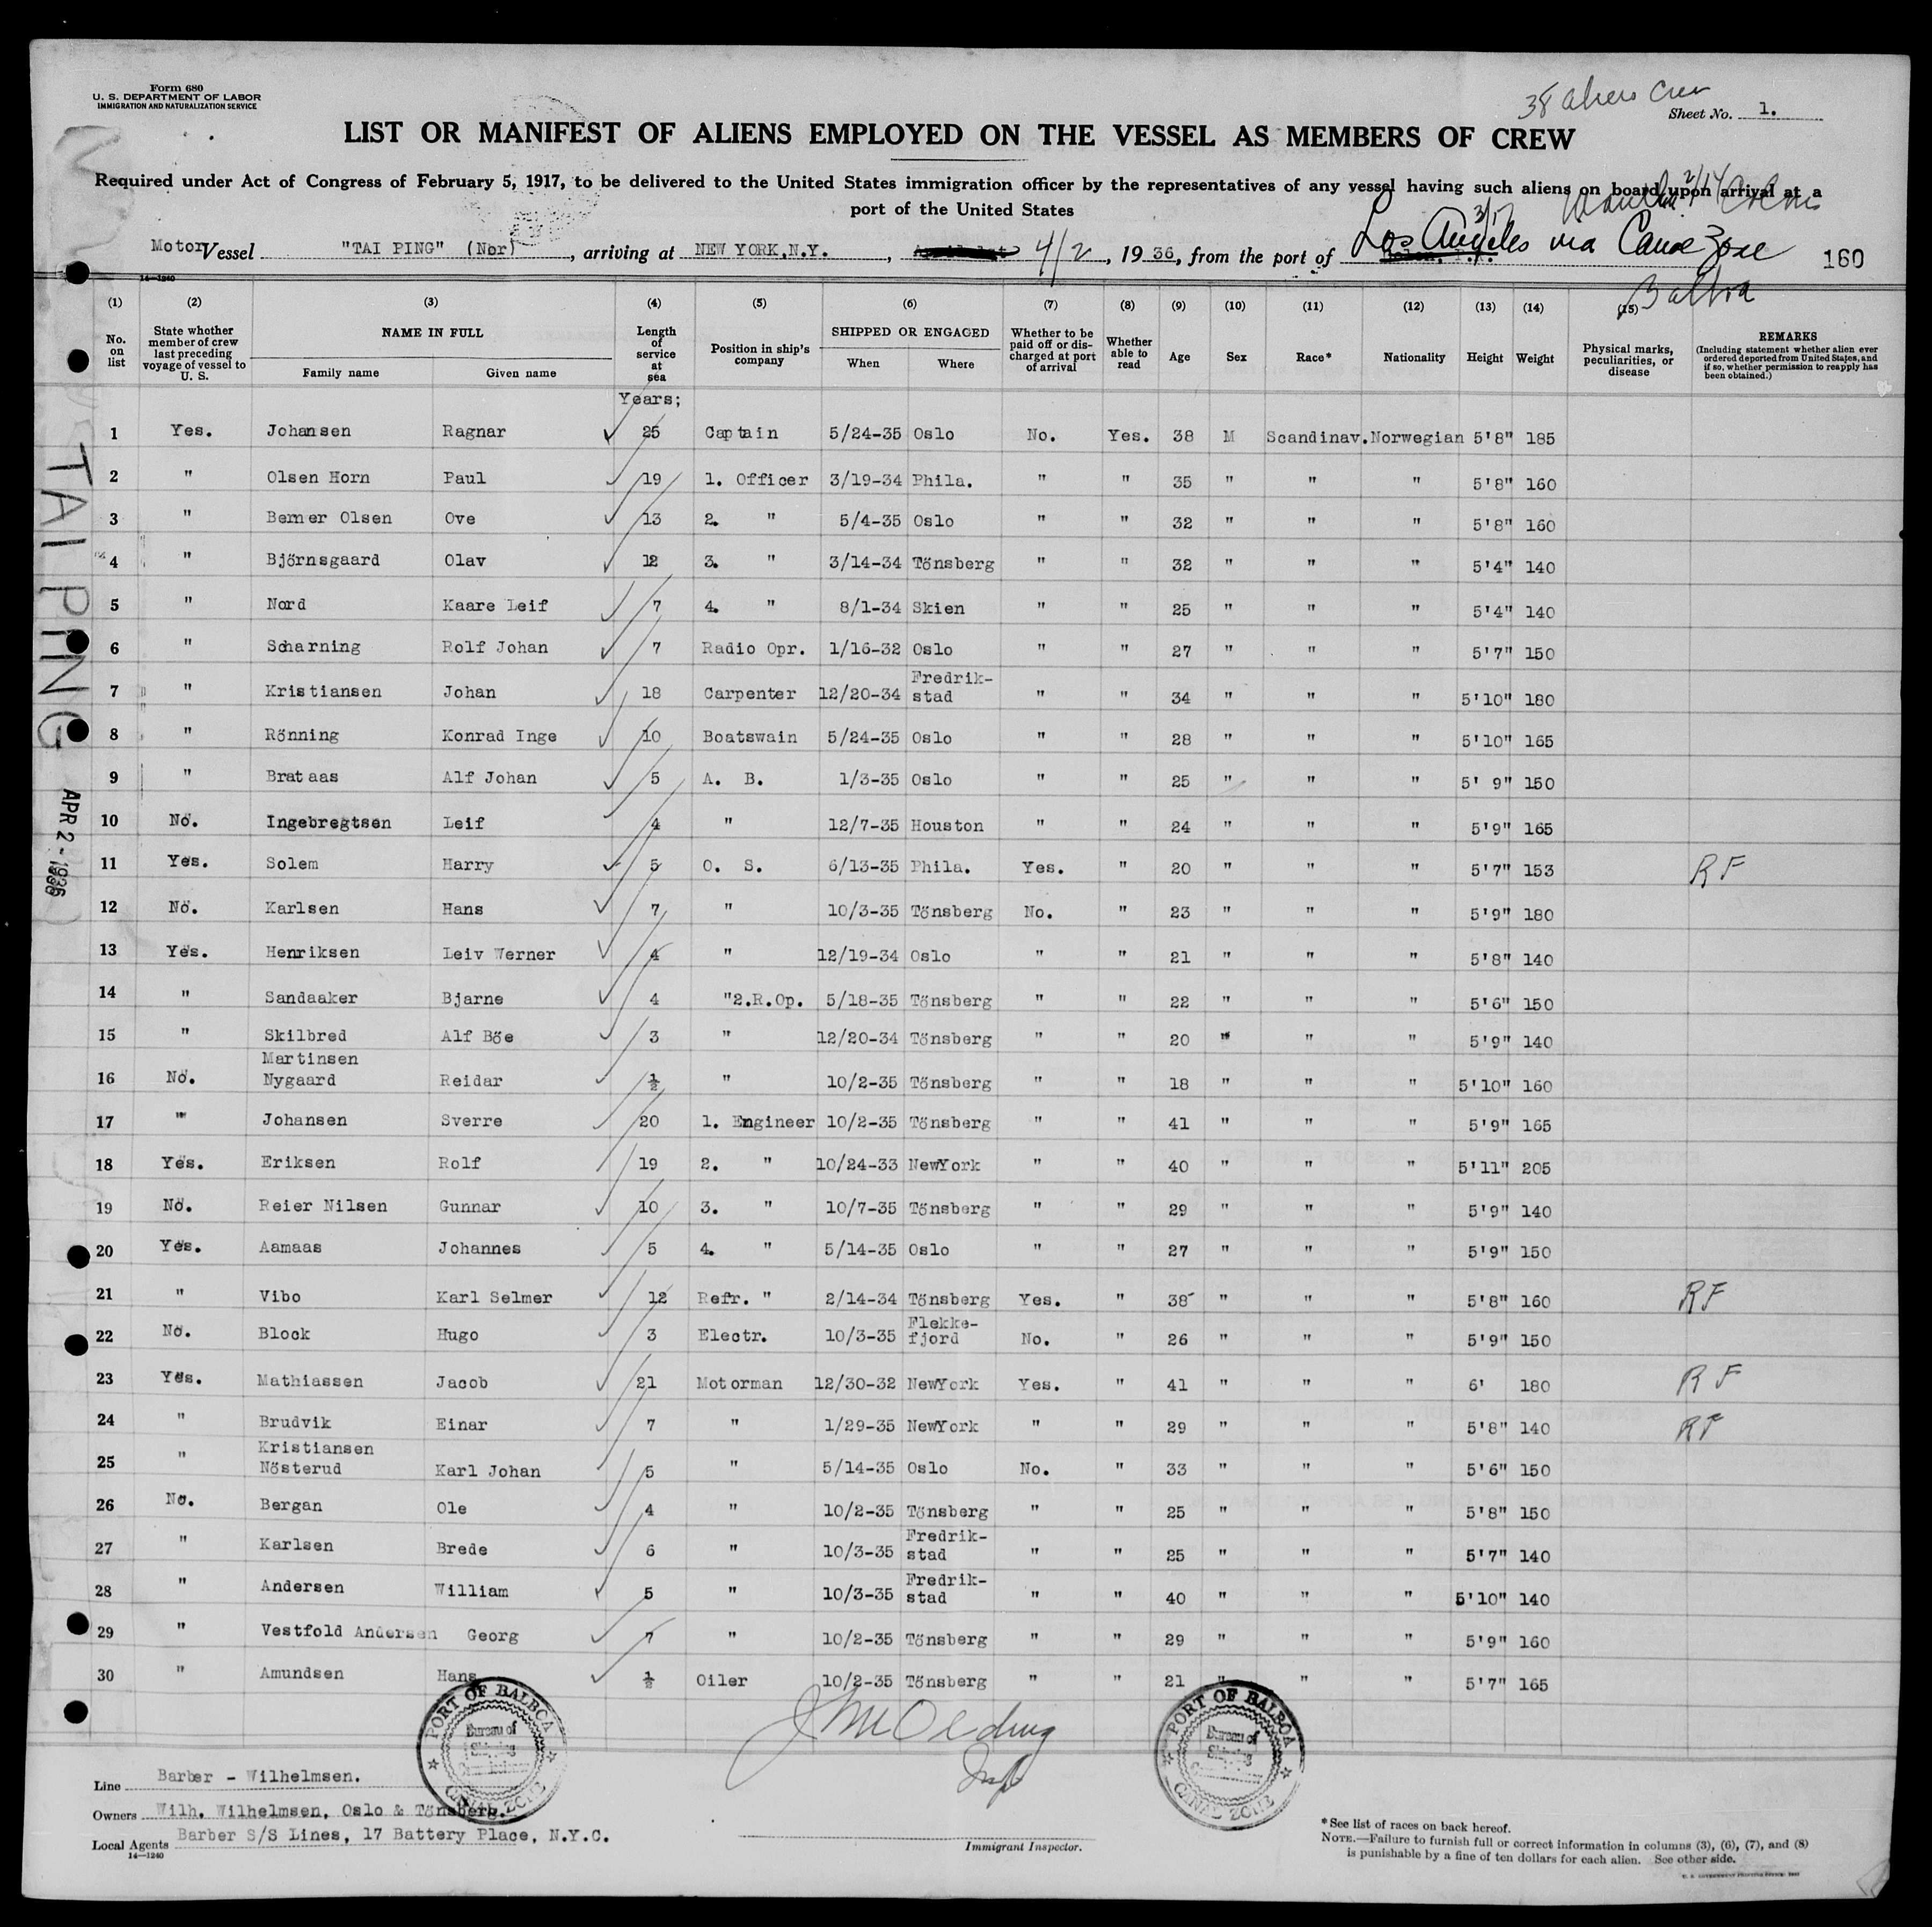 Form 680
U. S. DEPARTMENT OF LABOR
IMMIGRATION AND NATURALIZATION SERVICE
38 aliens crew
Sheet No. 1.
LIST OR MANIFEST OF ALIENS EMPLOYED ON THE VESSEL AS MEMBERS OF CREW
Required under Act of Congress of February 5, 1917, to be delivered to the United States immigration officer by the representatives of any vessel having such aliens on board upon arrival at a
port of the United States
Motor Vessel "TAI PING" (Nor), arriving at NEW YORK,N.Y., 4/2, 1936, from the port of Los Angeles via Canal Zone 160
Balboa
14—1240
(1) (2) (3) (4) (5) (6) (7) (8) (9) (10) (11) (12) (13) (14) (15)
No. on list
State whether member of crew last preceding voyage of vessel to U. S.
NAME IN FULL
Family name Given name
Length of service at sea
Position in ship's company
SHIPPED OR ENGAGED
When Where
Whether to be paid off or discharged at port of arrival
Whether able to read
Age Sex Race* Nationality Height Weight
Physical marks, peculiarities, or disease
REMARKS
(Including statement whether alien ever ordered deported from United States, and if so, whether permission to reapply has been obtained.)
Years;
1 Yes. Johansen Ragnar 25 Captain 5/24-35 Oslo No. Yes. 38 M Scandinav. Norwegian 5'8" 185
2 " Olsen Horn Paul 19 1. Officer 3/19-34 Phila. " " 35 " " " 5'8" 160
3 " Berner Olsen Ove 13 2. " 5/4-35 Oslo " " 32 " " " 5'8" 160
4 " Björnsgaard Olav 12 3. " 3/14-34 Tönsberg " " 32 " " " 5'4" 140
5 " Nord Kaare Leif 7 4. " 8/1-34 Skien " " 25 " " " 5'4" 140
6 " Scharning Rolf Johan 7 Radio Opr. 1/16-32 Oslo " " 27 " " " 5'7" 150
7 " Kristiansen Johan 18 Carpenter 12/20-34 Fredrik-stad " " 34 " " " 5'10" 180
8 " Rönning Konrad Inge 10 Boatswain 5/24-35 Oslo " " 28 " " " 5'10" 165
9 " Brataas Alf Johan 5 A. B. 1/3-35 Oslo " " 25 " " " 5' 9" 150
10 No. Ingebregtsen Leif 4 " 12/7-35 Houston " " 24 " " " 5'9" 165
11 Yes. Solem Harry 5 O. S. 6/13-35 Phila. Yes. " 20 " " " 5'7" 153 RF
12 No. Karlsen Hans 7 " 10/3-35 Tönsberg No. " 23 " " " 5'9" 180
13 Yes. Henriksen Leiv Werner 4 " 12/19-34 Oslo " " 21 " " " 5'8" 140
14 " Sandaaker Bjarne 4 "2.R.Op. 5/18-35 Tönsberg " " 22 " " " 5'6" 150
15 " Skilbred Alf Böe 3 " 12/20-34 Tönsberg " " 20 " " " 5'9" 140
16 No. Martinsen Nygaard Reidar ½ " 10/2-35 Tönsberg " " 18 " " " 5'10" 160
17 " Johansen Sverre 20 1. Engineer 10/2-35 Tönsberg " " 41 " " " 5'9" 165
18 Yes. Eriksen Rolf 19 2. " 10/24-33 NewYork " " 40 " " " 5'11" 205
19 No. Reier Nilsen Gunnar 10 3. " 10/7-35 Tönsberg " " 29 " " " 5'9" 140
20 Yes. Aamaas Johannes 5 4. " 5/14-35 Oslo " " 27 " " " 5'9" 150
21 " Vibo Karl Selmer 12 Refr. " 2/14-34 Tönsberg Yes. " 38 " " " 5'8" 160 RF
22 No. Block Hugo 3 Electr. 10/3-35 Flekke-fjord No. " 26 " " " 5'9" 150
23 Yes. Mathiassen Jacob 21 Motorman 12/30-32 NewYork Yes. " 41 " " " 6' 180 RF
24 " Brudvik Einar 7 " 1/29-35 NewYork " " 29 " " " 5'8" 140 RF
25 " Kristiansen Nösterud Karl Johan 5 " 5/14-35 Oslo No. " 33 " " " 5'6" 150
26 No. Bergan Ole 4 " 10/2-35 Tönsberg " " 25 " " " 5'8" 150
27 " Karlsen Brede 6 " 10/3-35 Fredrik-stad " " 25 " " " 5'7" 140
28 " Andersen William 5 " 10/3-35 Fredrik-stad " " 40 " " " 5'10" 140
29 " Vestfold Andersen Georg 7 " 10/2-35 Tönsberg " " 29 " " " 5'9" 160
30 " Amundsen Hans ½ Oiler 10/2-35 Tönsberg " " 21 " " " 5'7" 165
TAI PING
APR 2 - 1936
PORT OF BALBOA Bureau of Shipping CANAL ZONE
PORT OF BALBOA Bureau of Shipping CANAL ZONE
Line Barber - Wilhelmsen.
Owners Wilh. Wilhelmsen, Oslo & Tönsberg.
Local Agents Barber S/S Lines, 17 Battery Place, N.Y.C.
14—1240
Immigrant Inspector.
*See list of races on back hereof.
NOTE.—Failure to furnish full or correct information in columns (3), (6), (7), and (8)
is punishable by a fine of ten dollars for each alien. See other side.